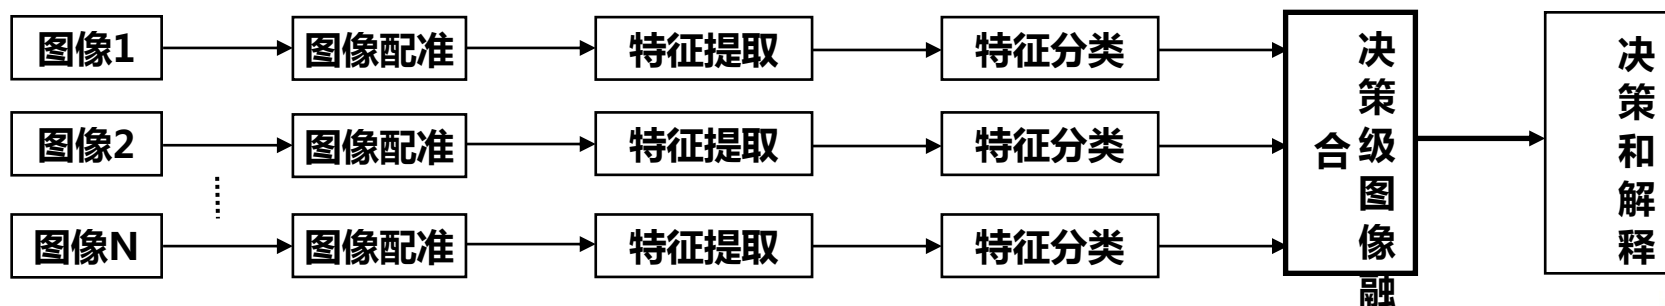 图像1
图像配准
特征提取
特征分类
图像2
图像配准
特征提取
特征分类
图像N
图像配准
特征提取
特征分类
决策级图像融
合
决策和解释